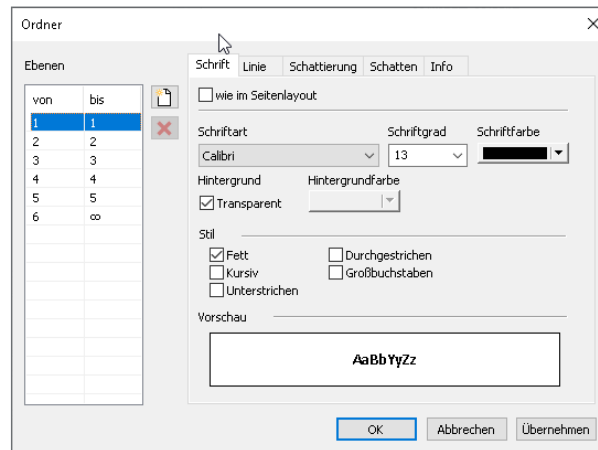 Ordner
Ebenen
von bis
1 1
2 2
3 3
4 4
5 5
6 ∞
Schrift Linie Schattierung Schatten Info
wie im Seitenlayout
Schriftart Schriftgrad Schriftfarbe
Calibri 13
Hintergrund Hintergrundfarbe
Transparent
Stil
Fett Durchgestrichen
Kursiv Großbuchstaben
Unterstrichen
Vorschau
AaBbYyZz
OK Abbrechen Übernehmen